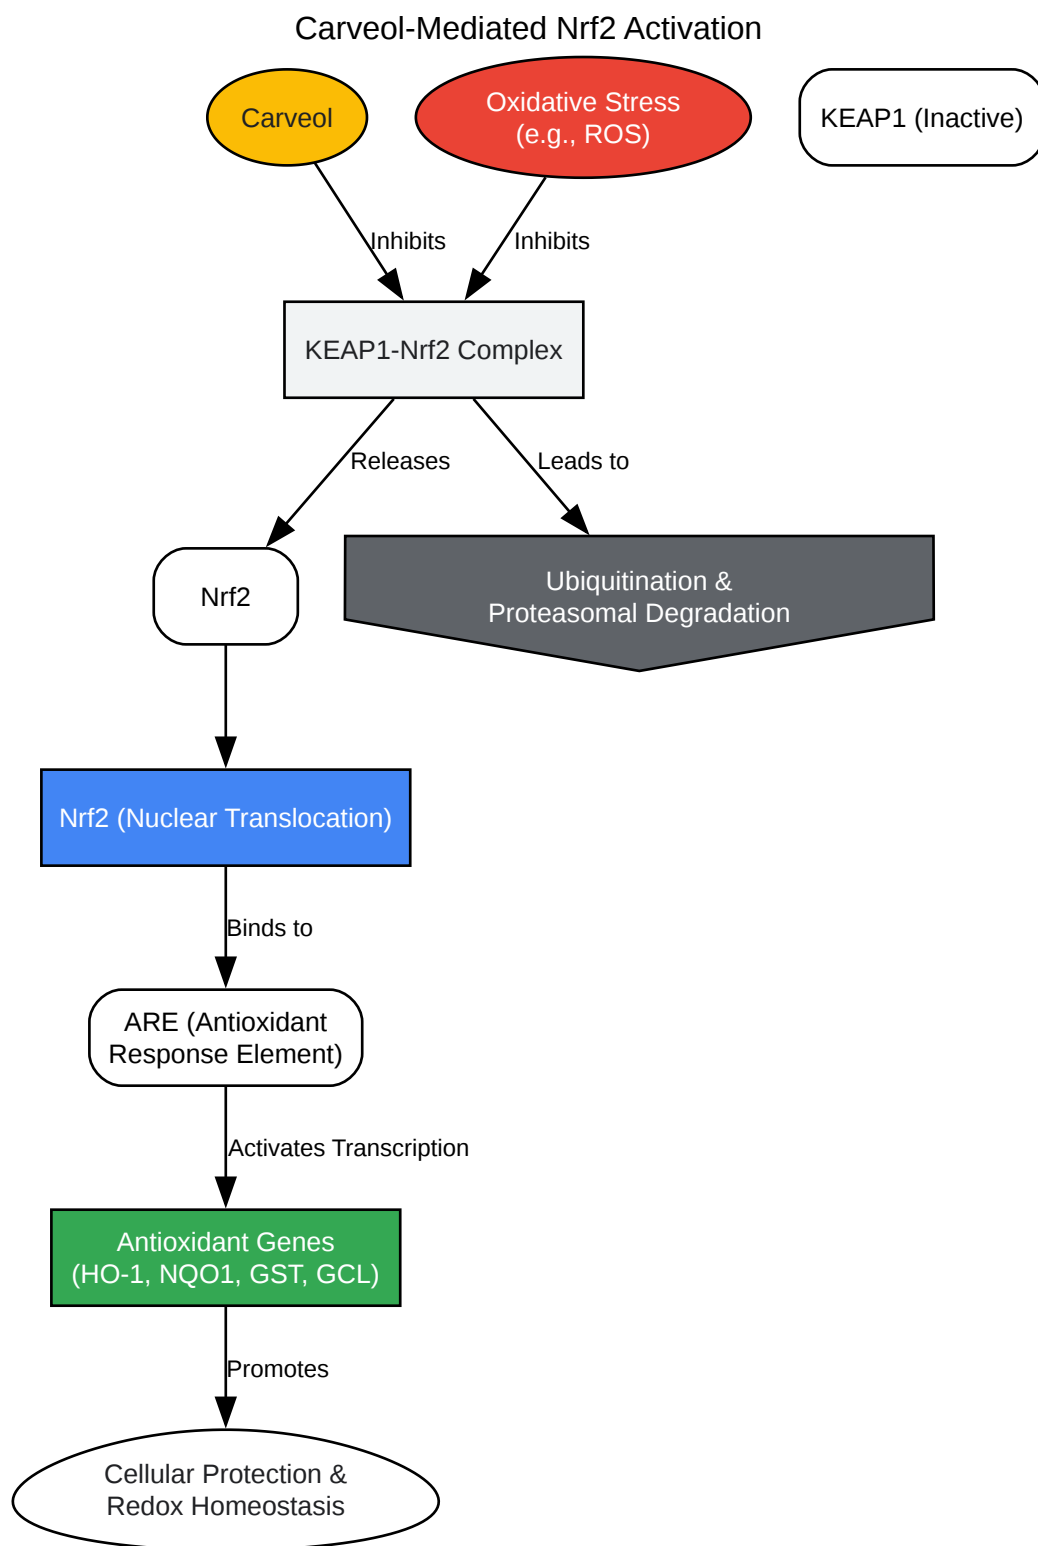 Carveol-Mediated Nrf2 Activation
Carveol
Oxidative Stress
(e.g., ROS)
KEAP1 (Inactive)
Inhibits
Inhibits
KEAP1-Nrf2 Complex
Releases
Leads to
Nrf2
Ubiquitination &
Proteasomal Degradation
Nrf2 (Nuclear Translocation)
Binds to
ARE (Antioxidant
Response Element)
Activates Transcription
Antioxidant Genes
(HO-1, NQO1, GST, GCL)
Promotes
Cellular Protection &
Redox Homeostasis